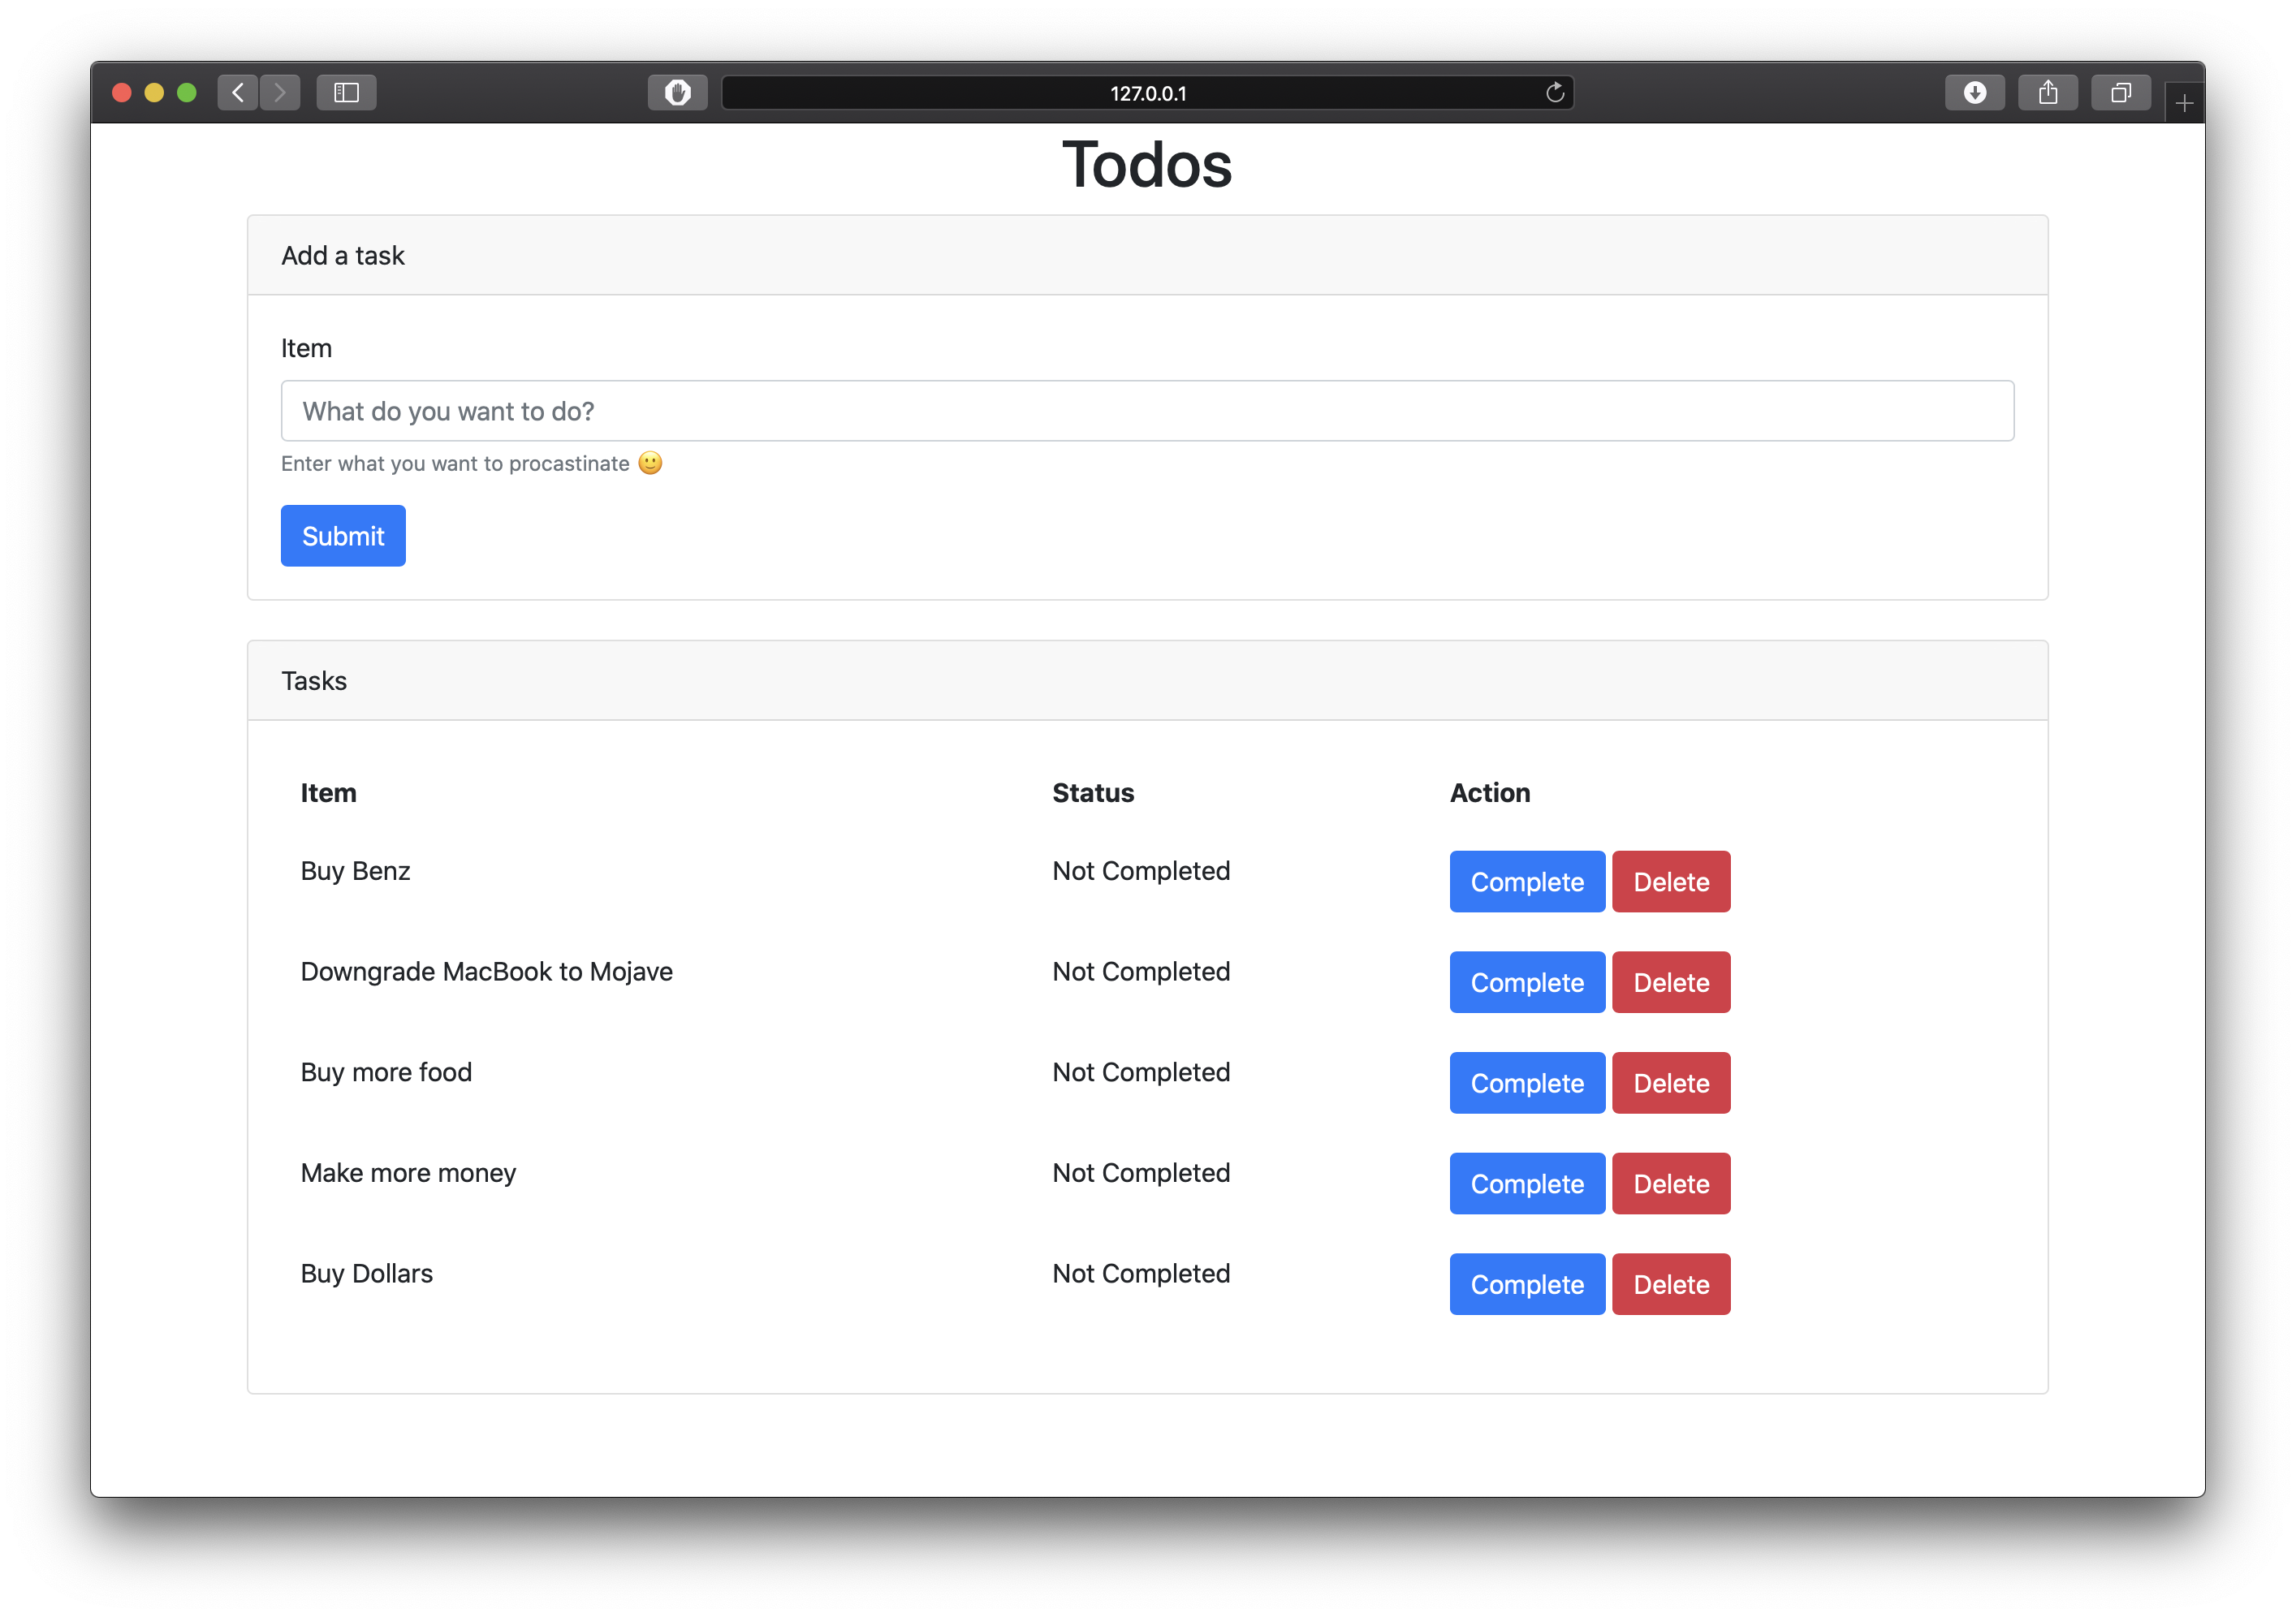 127.0.0.1
Todos
Add a task
Item
What do you want to do?
Enter what you want to procastinate 🙂
Submit
Tasks
Item Status Action
Buy Benz Not Completed Complete Delete
Downgrade MacBook to Mojave Not Completed Complete Delete
Buy more food Not Completed Complete Delete
Make more money Not Completed Complete Delete
Buy Dollars Not Completed Complete Delete